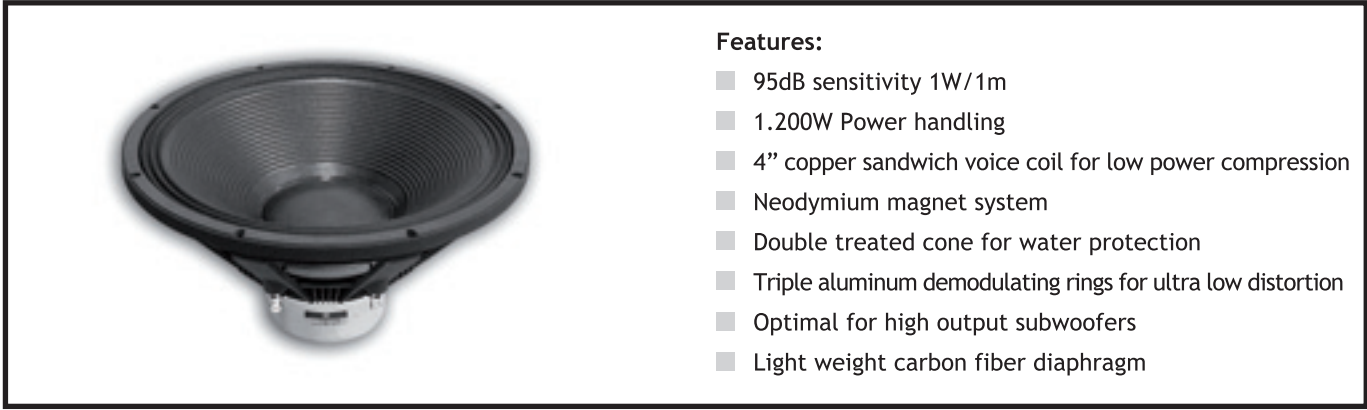 Features:
95dB sensitivity 1W/1m
1.200W Power handling
4” copper sandwich voice coil for low power compression
Neodymium magnet system
Double treated cone for water protection
Triple aluminum demodulating rings for ultra low distortion
Optimal for high output subwoofers
Light weight carbon fiber diaphragm